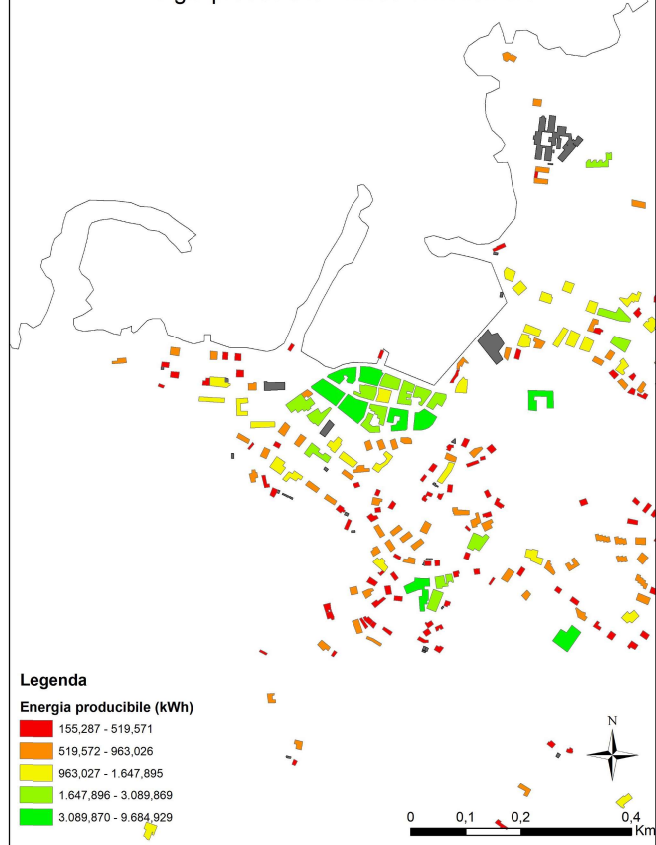 Legenda
Energia producibile (kWh)
155,287 - 519,571
519,572 - 963,026
963,027 - 1.647,895
1.647,896 - 3.089,869
3.089,870 - 9.684,929
N
0 0,1 0,2 0,4
Km